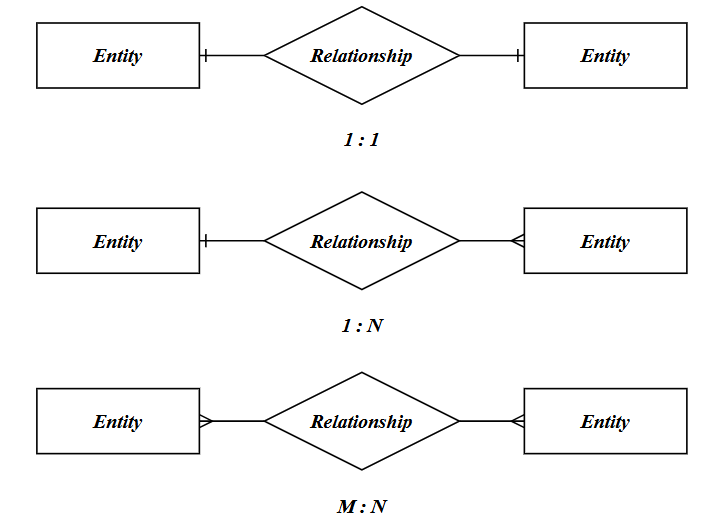 Entity Relationship Entity
1 : 1
Entity Relationship Entity
1 : N
Entity Relationship Entity
M : N